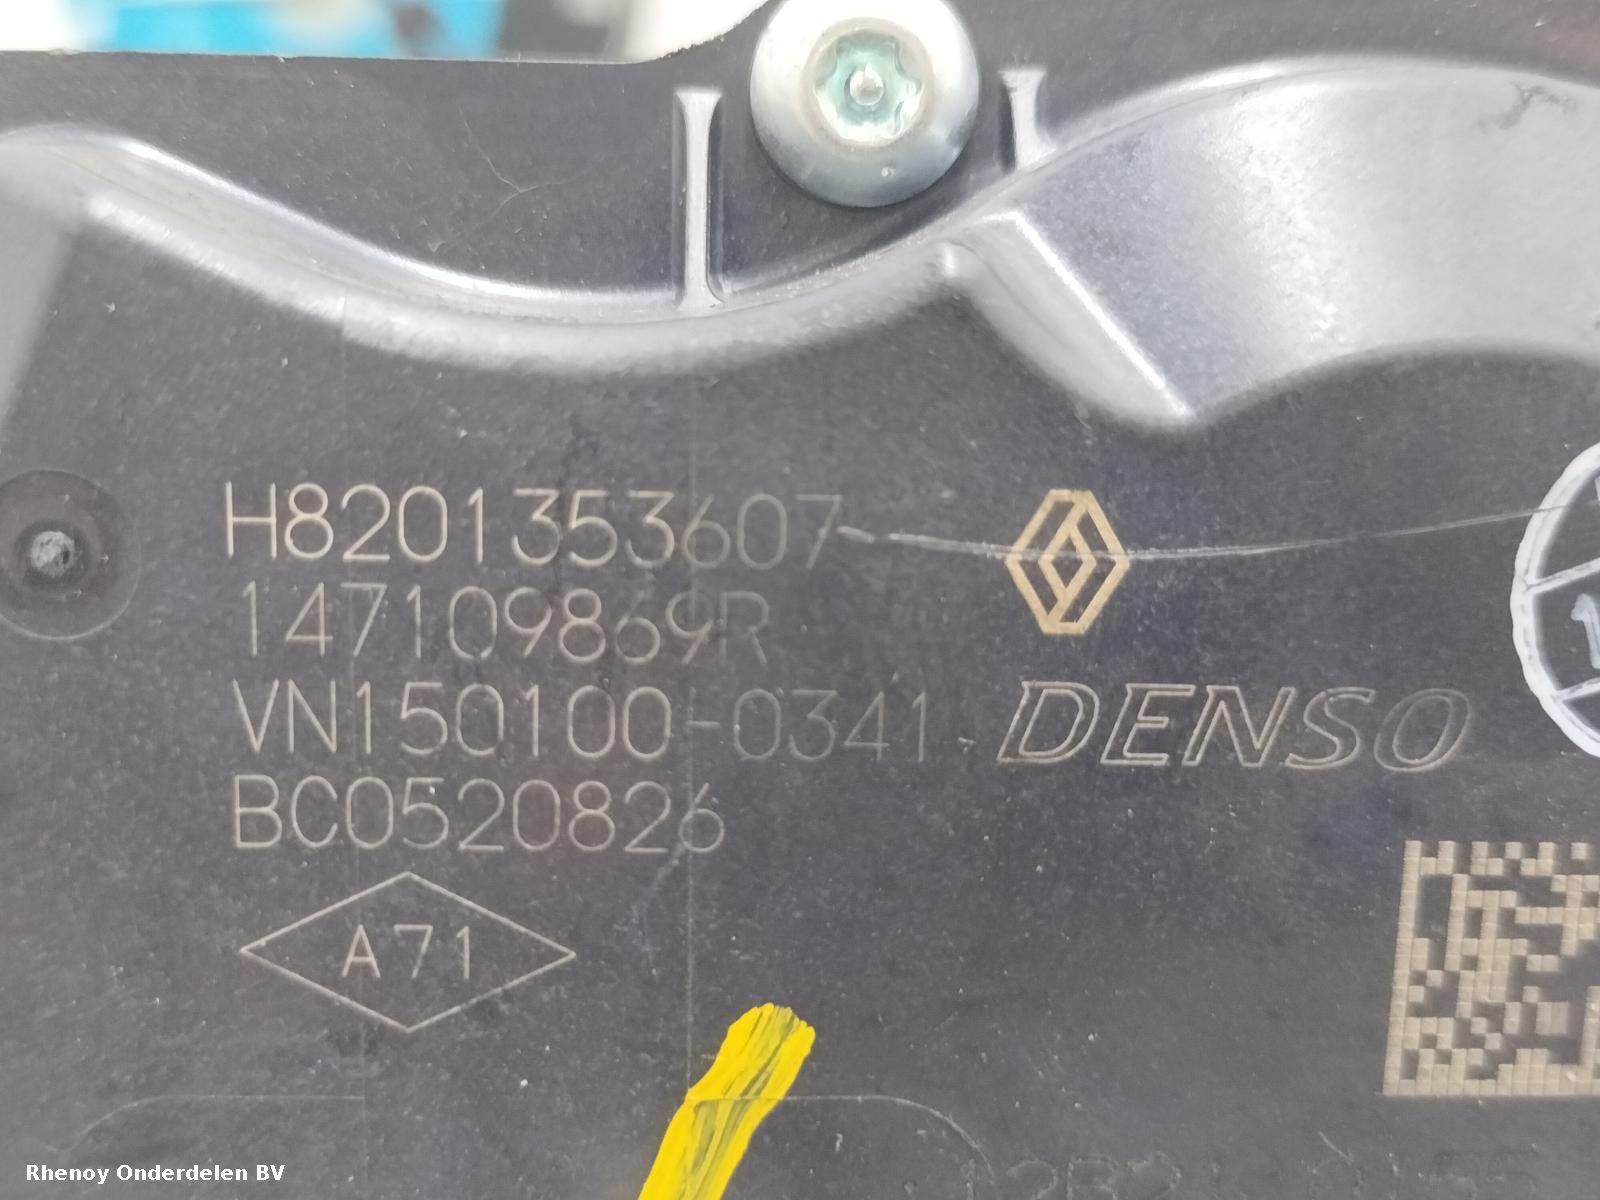 H8201353607
147109869R
VN150100-0341 DENSO
BC0520826
A71
Rhenoy Onderdelen BV